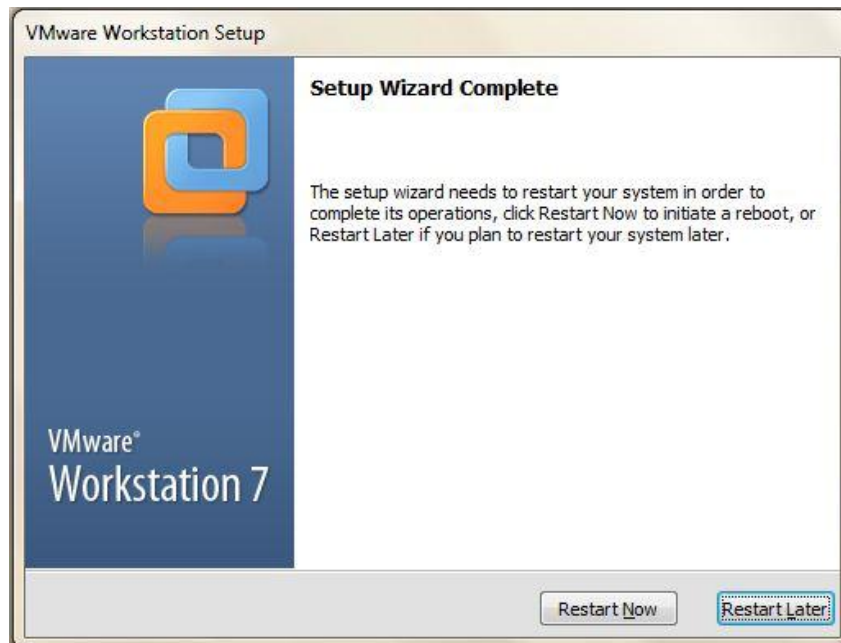 VMware Workstation Setup
Setup Wizard Complete
The setup wizard needs to restart your system in order to
complete its operations, click Restart Now to initiate a reboot, or
Restart Later if you plan to restart your system later.
VMware®
Workstation 7
Restart Now
Restart Later